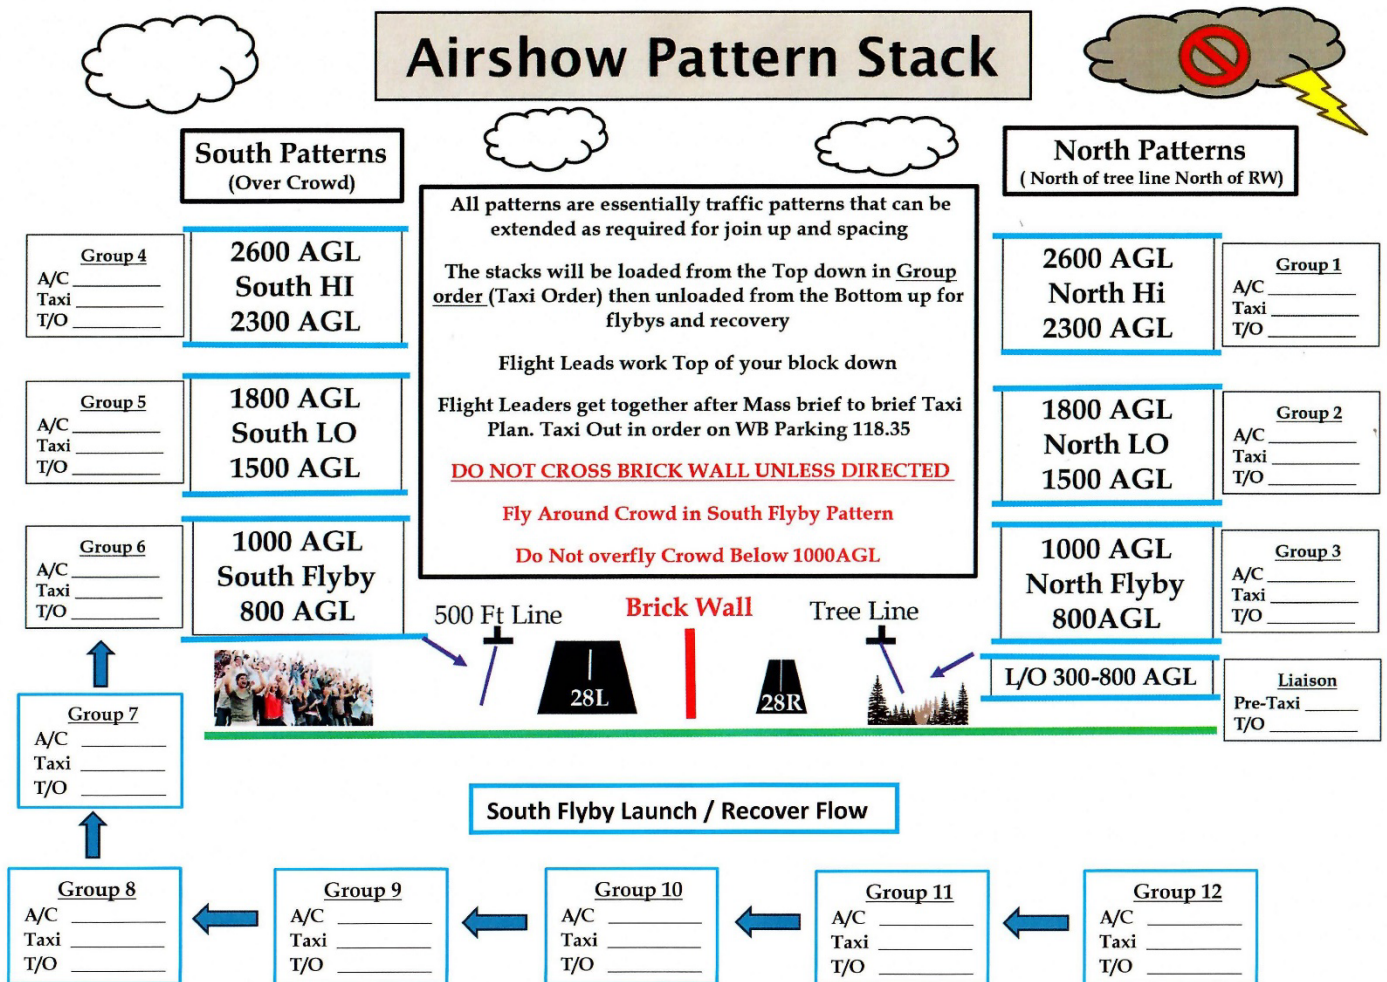 Airshow Pattern Stack
South Patterns
(Over Crowd)
North Patterns
( North of tree line North of RW)
Group 4
A/C
Taxi
T/O
2600 AGL
South HI
2300 AGL
Group 5
A/C
Taxi
T/O
1800 AGL
South LO
1500 AGL
Group 6
A/C
Taxi
T/O
1000 AGL
South Flyby
800 AGL
All patterns are essentially traffic patterns that can be
extended as required for join up and spacing
The stacks will be loaded from the Top down in Group
order (Taxi Order) then unloaded from the Bottom up for
flybys and recovery
Flight Leads work Top of your block down
Flight Leaders get together after Mass brief to brief Taxi
Plan. Taxi Out in order on WB Parking 118.35
DO NOT CROSS BRICK WALL UNLESS DIRECTED
Fly Around Crowd in South Flyby Pattern
Do Not overfly Crowd Below 1000AGL
2600 AGL
North Hi
2300 AGL
Group 1
A/C
Taxi
T/O
1800 AGL
North LO
1500 AGL
Group 2
A/C
Taxi
T/O
1000 AGL
North Flyby
800AGL
Group 3
A/C
Taxi
T/O
L/O 300-800 AGL
Liaison
Pre-Taxi
T/O
500 Ft Line
Brick Wall
Tree Line
28L
28R
Group 7
A/C
Taxi
T/O
South Flyby Launch / Recover Flow
Group 8
A/C
Taxi
T/O
Group 9
A/C
Taxi
T/O
Group 10
A/C
Taxi
T/O
Group 11
A/C
Taxi
T/O
Group 12
A/C
Taxi
T/O